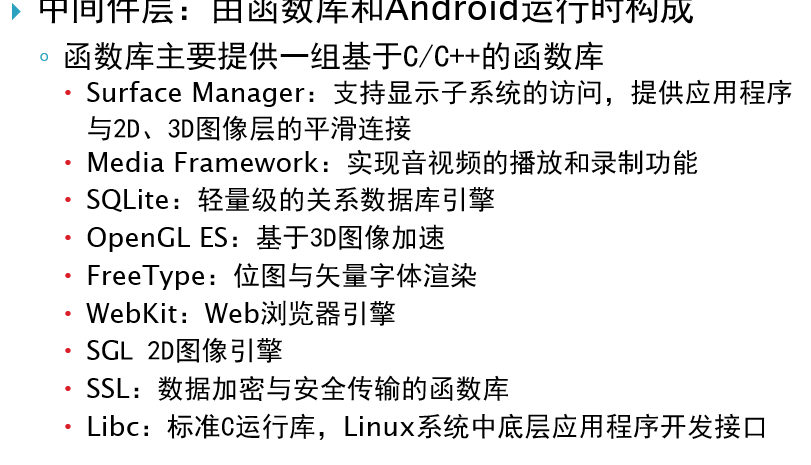 中间件层：由函数库和Android运行时构成
函数库主要提供一组基于C/C++的函数库
Surface Manager：支持显示子系统的访问，提供应用程序
与2D、3D图像层的平滑连接
Media Framework：实现音视频的播放和录制功能
SQLite：轻量级的关系数据库引擎
OpenGL ES：基于3D图像加速
FreeType：位图与矢量字体渲染
WebKit：Web浏览器引擎
SGL 2D图像引擎
SSL：数据加密与安全传输的函数库
Libc：标准C运行库，Linux系统中底层应用程序开发接口